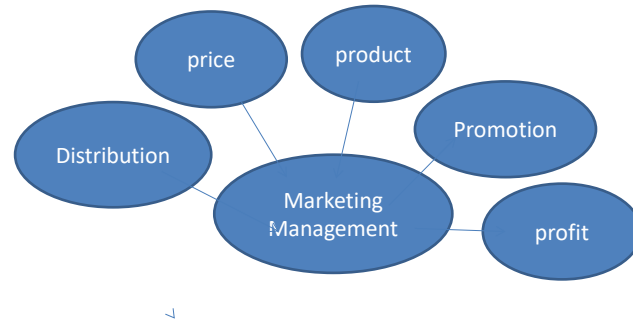 price
product
Promotion
Distribution
Marketing
Management
profit